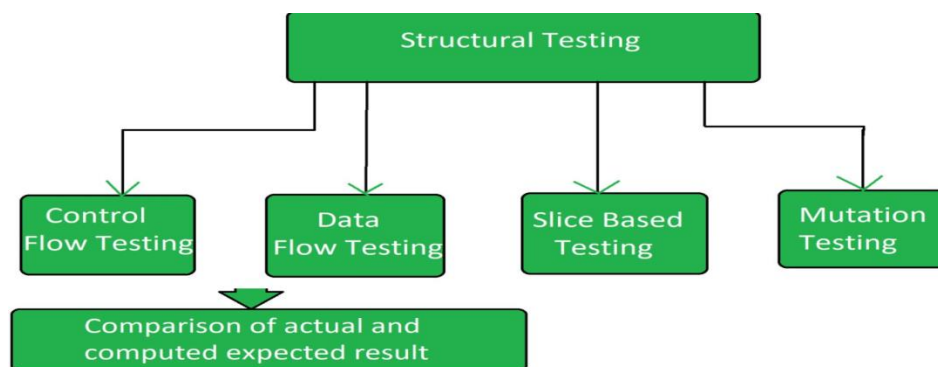 Structural Testing
Control
Flow Testing
Data
Flow Testing
Slice Based
Testing
Mutation
Testing
Comparison of actual and
computed expected result